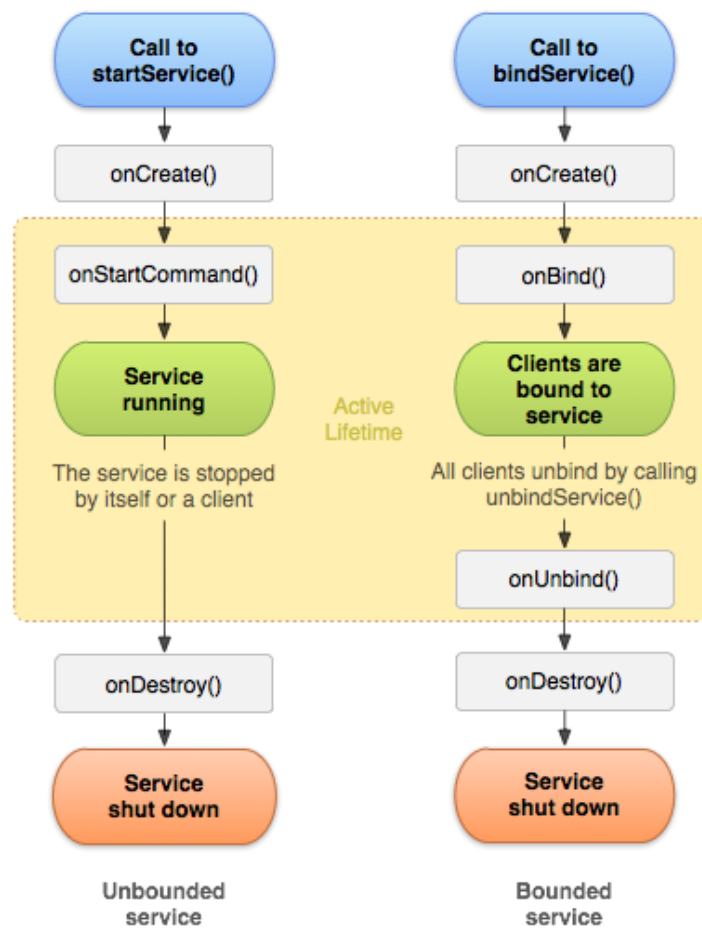 Call to
startService()
onCreate()
onStartCommand()
Service
running
The service is stopped
by itself or a client
onDestroy()
Service
shut down
Unbounded
service
Active
Lifetime
Call to
bindService()
onCreate()
onBind()
Clients are
bound to
service
All clients unbind by calling
unbindService()
onUnbind()
onDestroy()
Service
shut down
Bounded
service